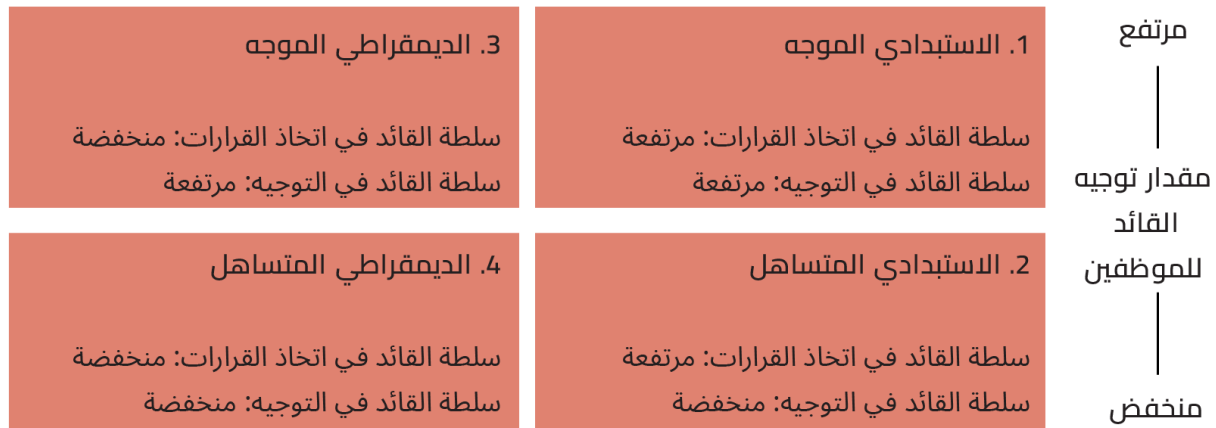 مرتفع
مقدار توجيه
القائد
للموظفين
منخفض
1. الاستبدادي الموجه
سلطة القائد في اتخاذ القرارات: مرتفعة
سلطة القائد في التوجيه: مرتفعة
3. الديمقراطي الموجه
سلطة القائد في اتخاذ القرارات: منخفضة
سلطة القائد في التوجيه: مرتفعة
2. الاستبدادي المتساهل
سلطة القائد في اتخاذ القرارات: مرتفعة
سلطة القائد في التوجيه: منخفضة
4. الديمقراطي المتساهل
سلطة القائد في اتخاذ القرارات: منخفضة
سلطة القائد في التوجيه: منخفضة